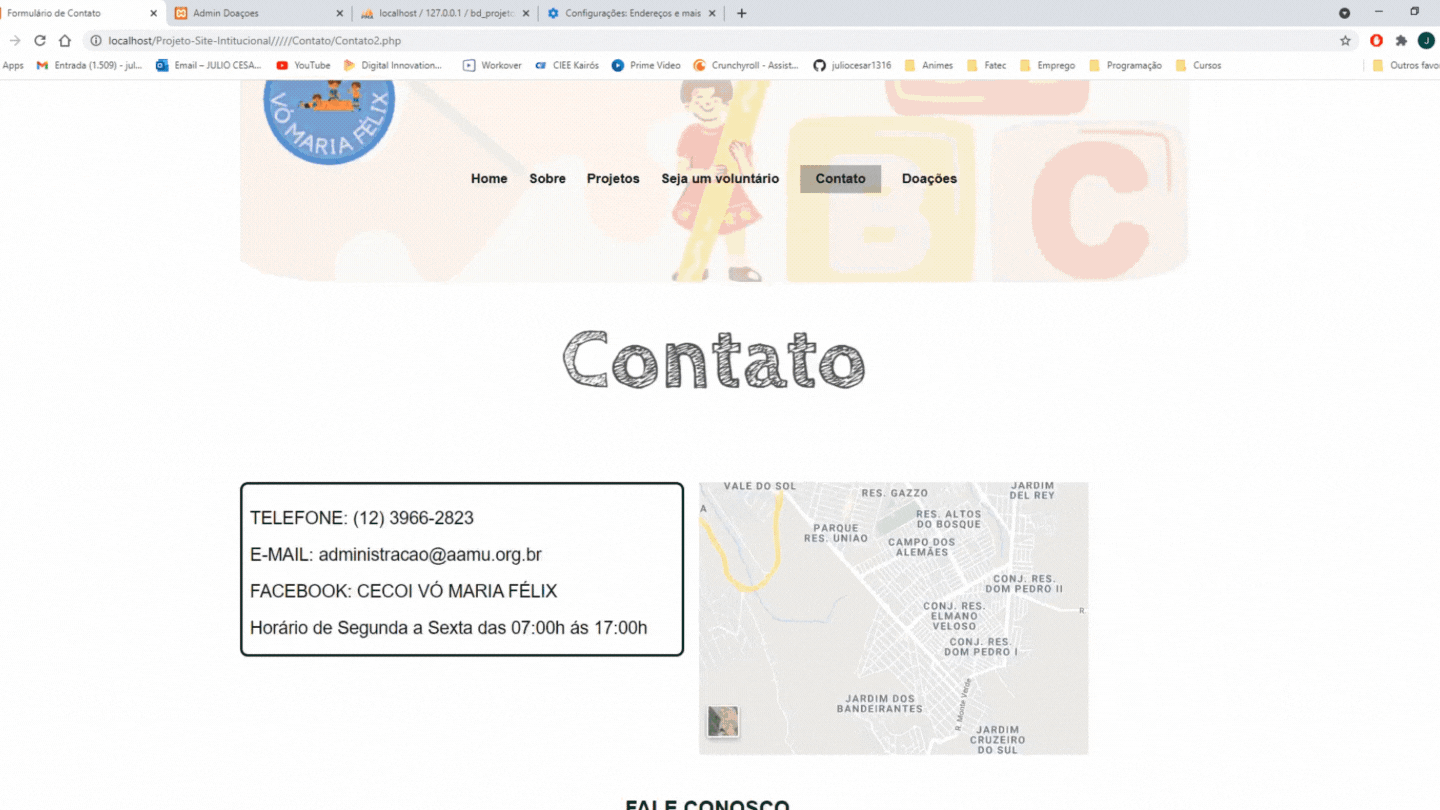 Formulário de Contato
Admin Doaçoes
localhost / 127.0.0.1 / bd_projeto
Configurações: Endereços e mais
localhost/Projeto-Site-Intitucional/////Contato/Contato2.php
J
Apps
Entrada (1.509) - jul...
Email – JULIO CESA...
YouTube
Digital Innovation...
Workover
CIEE Kairós
Prime Video
Crunchyroll - Assist...
juliocesar1316
Animes
Fatec
Emprego
Programação
Cursos
Outros favo
VÓ MARIA FÉLIX
B
C
Home
Sobre
Projetos
Seja um voluntário
Contato
Doações
Contato
TELEFONE: (12) 3966-2823
E-MAIL: administracao@aamu.org.br
FACEBOOK: CECOI VÓ MARIA FÉLIX
Horário de Segunda a Sexta das 07:00h ás 17:00h
VALE DO SOL
A
RES. GAZZO
JARDIM
DEL REY
PARQUE
RES. UNIAO
RES. ALTOS
DO BOSQUE
CAMPO DOS
ALEMÃES
CONJ. RES.
DOM PEDRO II
R.
CONJ. RES.
ELMANO
VELOSO
CONJ. RES.
DOM PEDRO I
JARDIM DOS
BANDEIRANTES
R. Monte Verde
JARDIM
CRUZEIRO
DO SUL
FALE CONOSCO